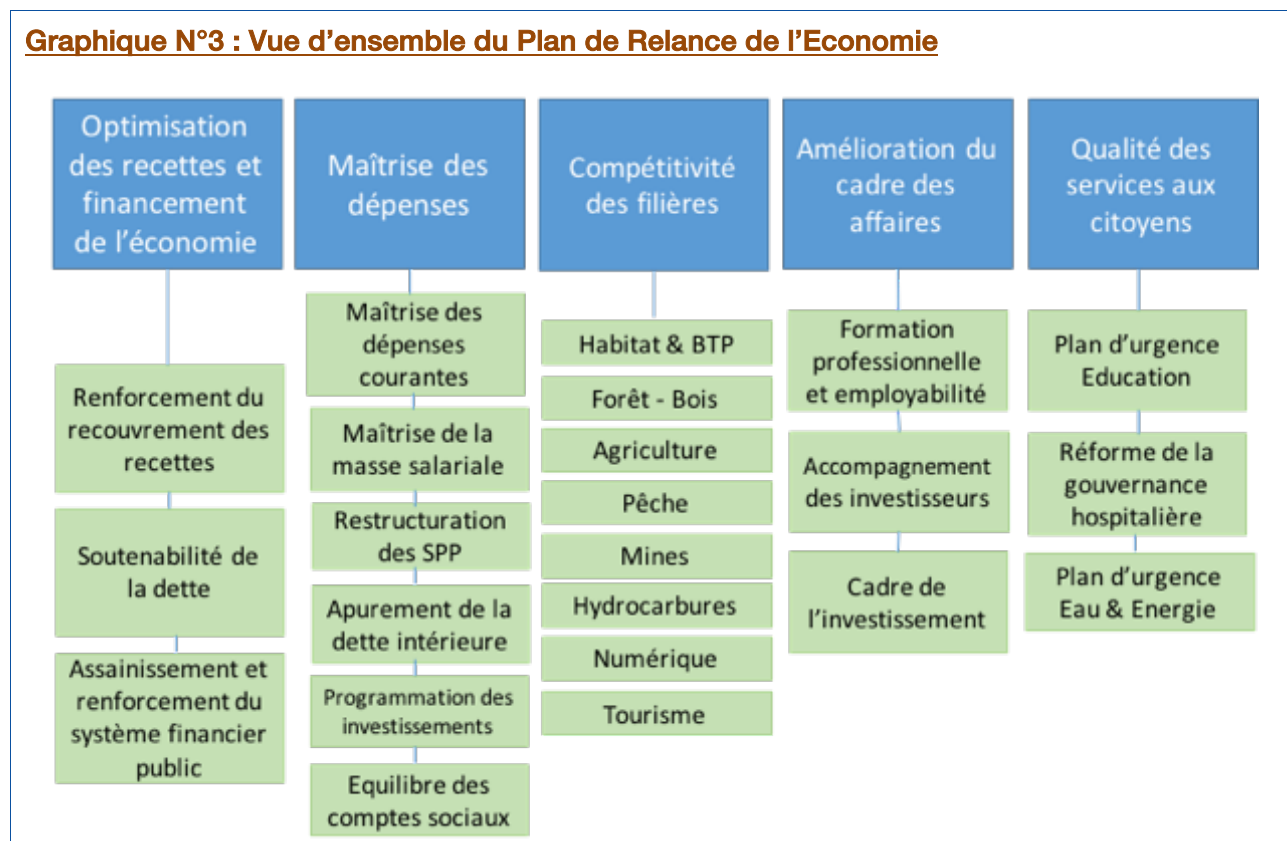 Graphique N°3 : Vue d’ensemble du Plan de Relance de l’Economie
Optimisation
des recettes et
financement
de l’économie
Renforcement du
recouvrement des
recettes
Soutenabilité de
la dette
Assainissement et
renforcement du
système financier
public
Maîtrise des
dépenses
Maîtrise des
dépenses
courantes
Maîtrise de la
masse salariale
Restructuration
des SPP
Apurement de la
dette intérieure
Programmation des
investissements
Equilibre des
comptes sociaux
Compétitivité
des filières
Habitat & BTP
Forêt - Bois
Agriculture
Pêche
Mines
Hydrocarbures
Numérique
Tourisme
Amélioration du
cadre des
affaires
Formation
professionnelle
et employabilité
Accompagnement
des investisseurs
Cadre de
l’investissement
Qualité des
services aux
citoyens
Plan d’urgence
Education
Réforme de la
gouvernance
hospitalière
Plan d’urgence
Eau & Energie